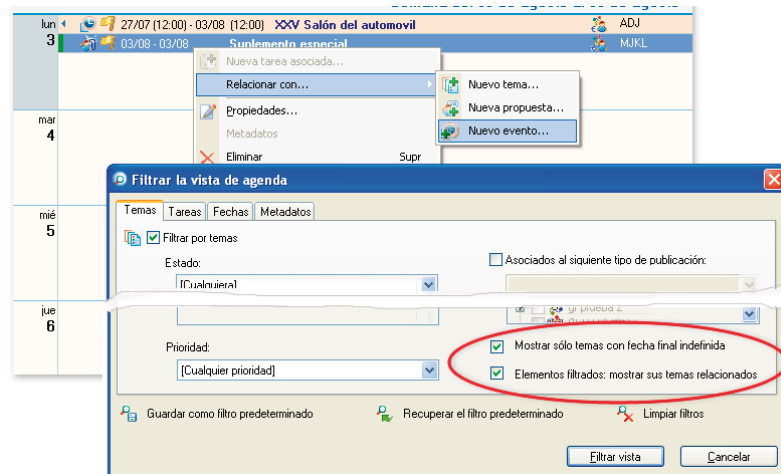 lun 27/07 (12:00) - 03/08 (12:00) XXV Salón del automovil ADJ
3 03/08 - 03/08 Suplemento especial MJKL
Nueva tarea asociada...
Relacionar con...
Nuevo tema...
Propiedades...
Nueva propuesta...
Metadatos
Nuevo evento...
Eliminar Supr
mar
4
Filtrar la vista de agenda
Temas Tareas Fechas Metadatos
mié
5
Filtrar por temas
Estado:
Asociados al siguiente tipo de publicación:
[Cualquiera]
jue
6
gr prueba 2
Prioridad:
Mostrar sólo temas con fecha final indefinida
[Cualquier prioridad]
Elementos filtrados: mostrar sus temas relacionados
Guardar como filtro predeterminado Recuperar el filtro predeterminado Limpiar filtros
Filtrar vista Cancelar